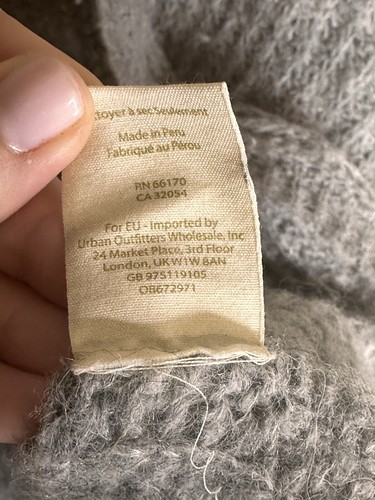 toyer à sec Seulement
Made in Peru
Fabriqué au Pérou
RN 66170
CA 32054
For EU - Imported by
Urban Outfitters Wholesale, Inc
24 Market Place, 3rd Floor
London, UK W1W 8AN
GB 975119105
OB672971